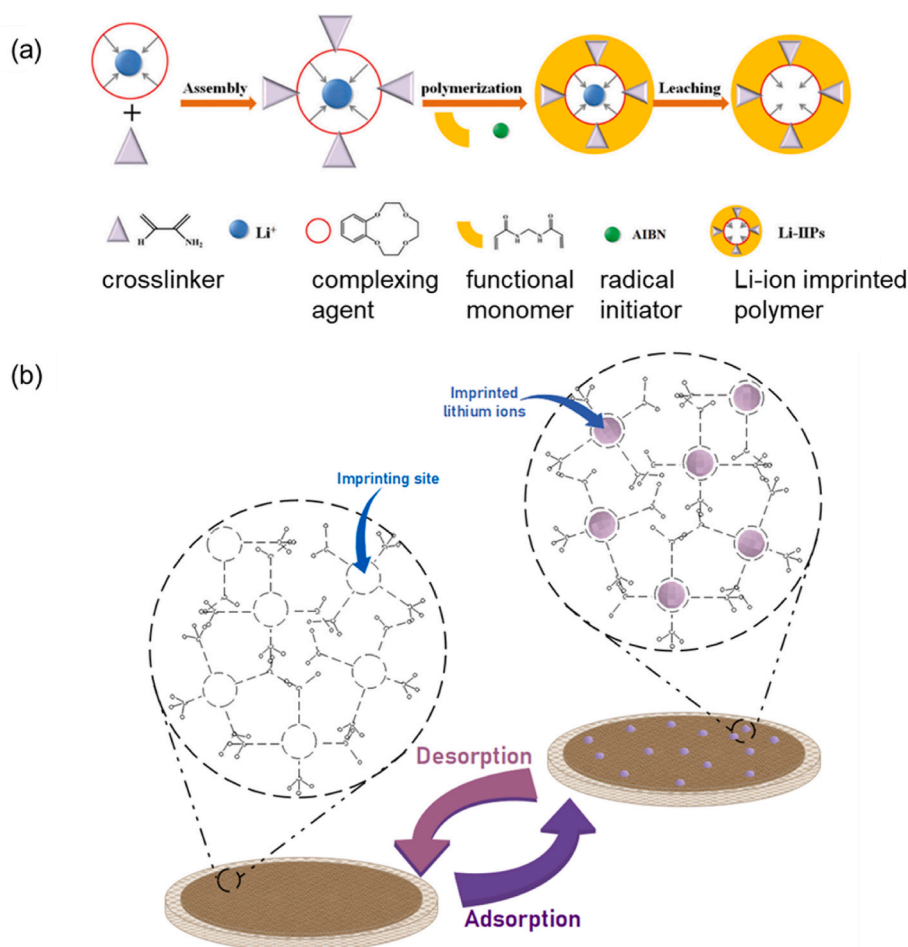 (a)
Assembly
polymerization
Leaching
+
H
NH₂
Li⁺
O
O
O
O
O
N
H
N
H
O
AIBN
Li-IIPs
crosslinker
complexing
agent
functional
monomer
radical
initiator
Li-ion imprinted
polymer
(b)
Imprinted
lithium ions
Imprinting site
Desorption
Adsorption